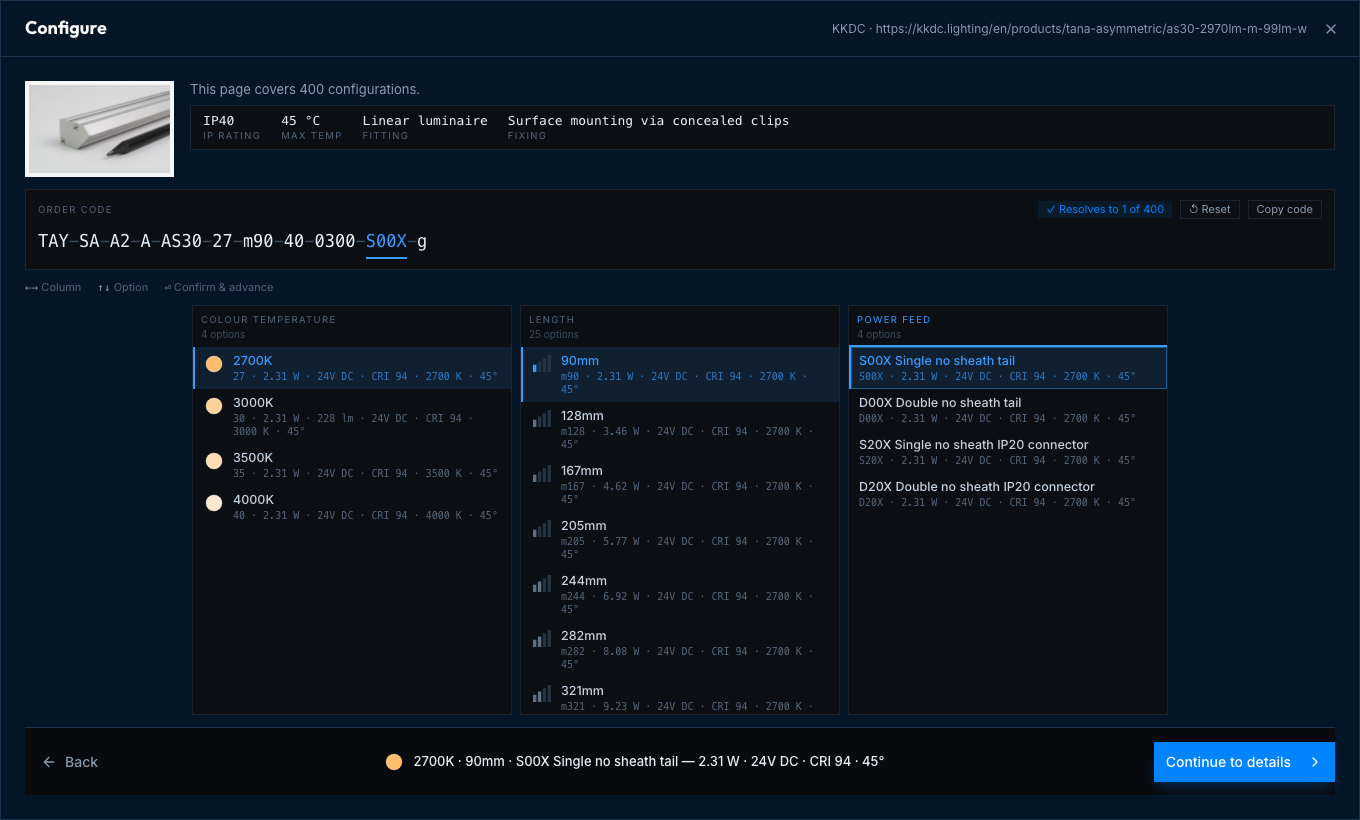 Configure
KKDC · https://kkdc.lighting/en/products/tana-asymmetric/as30-2970lm-m-99lm-w
This page covers 400 configurations.
IP40 45 °C Linear luminaire Surface mounting via concealed clips
IP RATING MAX TEMP FITTING FIXING
ORDER CODE
✓ Resolves to 1 of 400 ↺ Reset Copy code
TAY-SA-A2-A-AS30-27-m90-40-0300-S00X-g
←→ Column ↑↓ Option ⏎ Confirm & advance
COLOUR TEMPERATURE
4 options
2700K
27 · 2.31 W · 24V DC · CRI 94 · 2700 K · 45°
3000K
30 · 2.31 W · 228 lm · 24V DC · CRI 94 ·
3000 K · 45°
3500K
35 · 2.31 W · 24V DC · CRI 94 · 3500 K · 45°
4000K
40 · 2.31 W · 24V DC · CRI 94 · 4000 K · 45°
LENGTH
25 options
90mm
m90 · 2.31 W · 24V DC · CRI 94 · 2700 K ·
45°
128mm
m128 · 3.46 W · 24V DC · CRI 94 · 2700 K ·
45°
167mm
m167 · 4.62 W · 24V DC · CRI 94 · 2700 K ·
45°
205mm
m205 · 5.77 W · 24V DC · CRI 94 · 2700 K ·
45°
244mm
m244 · 6.92 W · 24V DC · CRI 94 · 2700 K ·
45°
282mm
m282 · 8.08 W · 24V DC · CRI 94 · 2700 K ·
45°
321mm
m321 · 9.23 W · 24V DC · CRI 94 · 2700 K ·
POWER FEED
4 options
S00X Single no sheath tail
S00X · 2.31 W · 24V DC · CRI 94 · 2700 K · 45°
D00X Double no sheath tail
D00X · 2.31 W · 24V DC · CRI 94 · 2700 K · 45°
S20X Single no sheath IP20 connector
S20X · 2.31 W · 24V DC · CRI 94 · 2700 K · 45°
D20X Double no sheath IP20 connector
D20X · 2.31 W · 24V DC · CRI 94 · 2700 K · 45°
← Back
2700K · 90mm · S00X Single no sheath tail — 2.31 W · 24V DC · CRI 94 · 45°
Continue to details